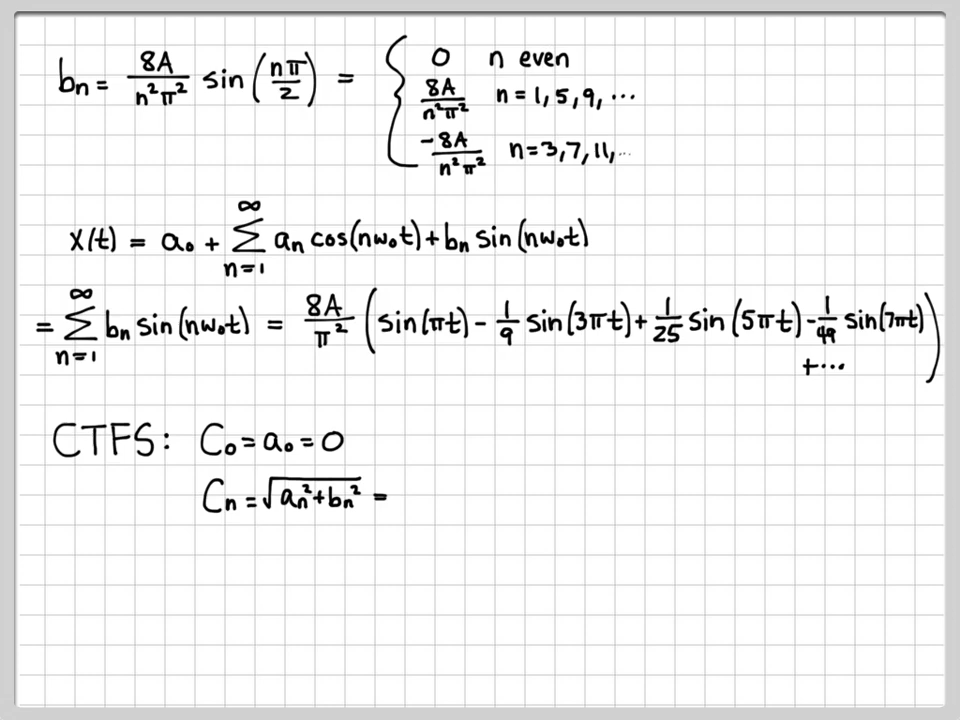 bn = 8A/n²π² sin(nπ/2) = { 0 n even
8A/n²π² n=1,5,9,...
-8A/n²π² n=3,7,11,...
X(t) = a₀ + ∑_{n=1}^{∞} an cos(nω₀t) + bn sin(nω₀t)
= ∑_{n=1}^{∞} bn sin(nω₀t) = 8A/π² (sin(πt) - 1/9 sin(3πt) + 1/25 sin(5πt) - 1/49 sin(7πt)
+...)
CTFS: C₀ = a₀ = 0
Cn = √(an² + bn²) =